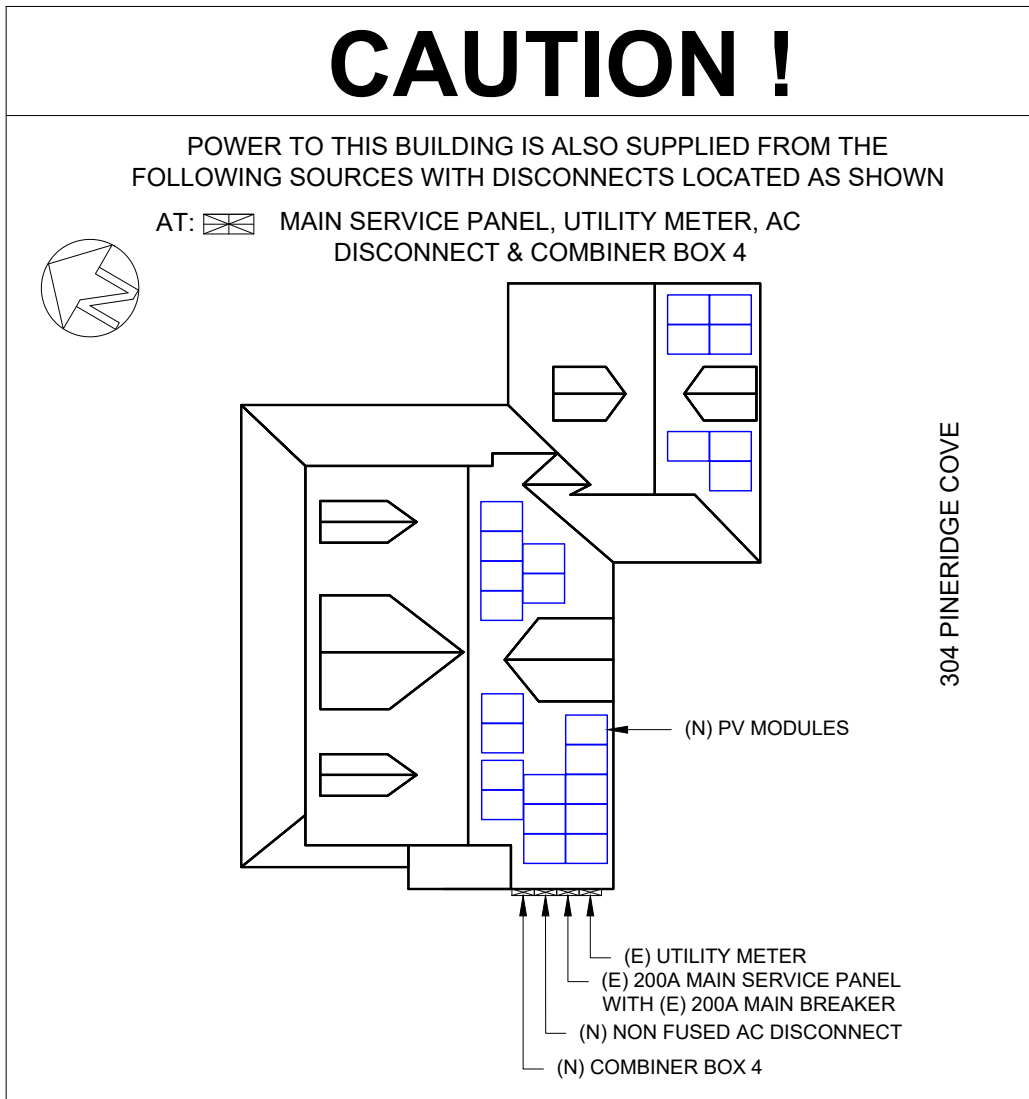 CAUTION !
POWER TO THIS BUILDING IS ALSO SUPPLIED FROM THE
FOLLOWING SOURCES WITH DISCONNECTS LOCATED AS SHOWN
AT: MAIN SERVICE PANEL, UTILITY METER, AC
DISCONNECT & COMBINER BOX 4
304 PINERIDGE COVE
(N) PV MODULES
(E) UTILITY METER
(E) 200A MAIN SERVICE PANEL
WITH (E) 200A MAIN BREAKER
(N) NON FUSED AC DISCONNECT
(N) COMBINER BOX 4